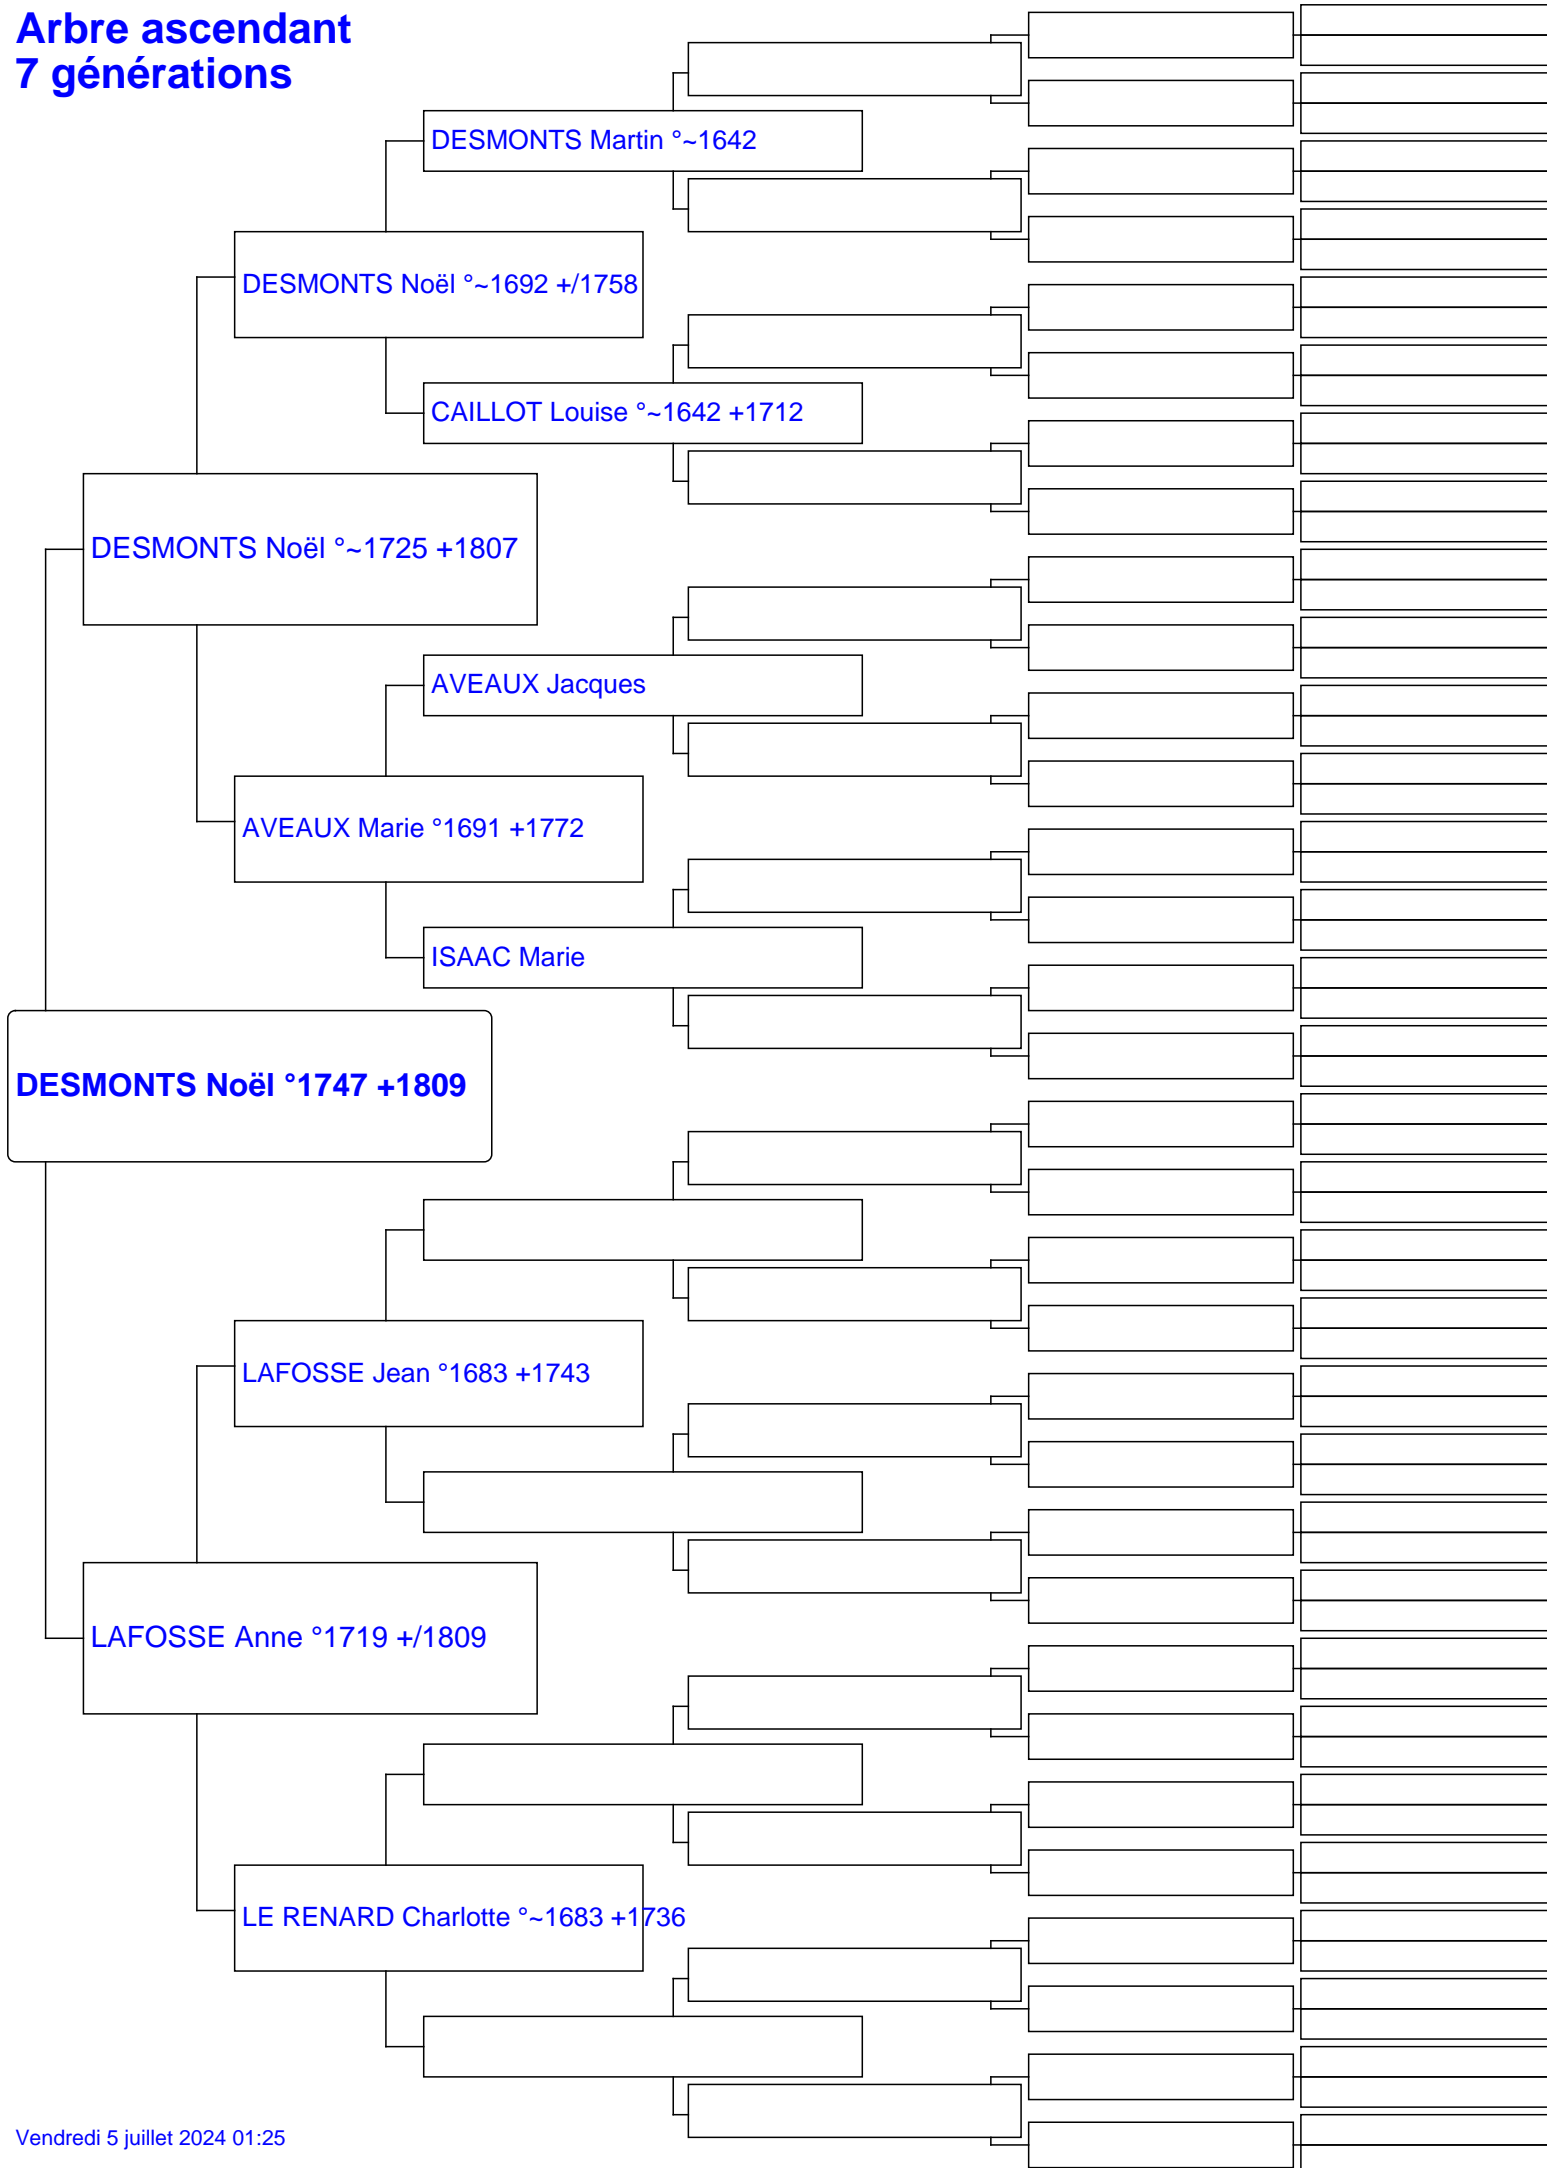 Arbre ascendant
7 générations
DESMONTS Martin °~1642
DESMONTS Noël °~1692 +/1758
CAILLOT Louise °~1642 +1712
DESMONTS Noël °~1725 +1807
AVEAUX Jacques
AVEAUX Marie °1691 +1772
ISAAC Marie
DESMONTS Noël °1747 +1809
LAFOSSE Jean °1683 +1743
LAFOSSE Anne °1719 +/1809
LE RENARD Charlotte °~1683 +1736
Vendredi 5 juillet 2024 01:25